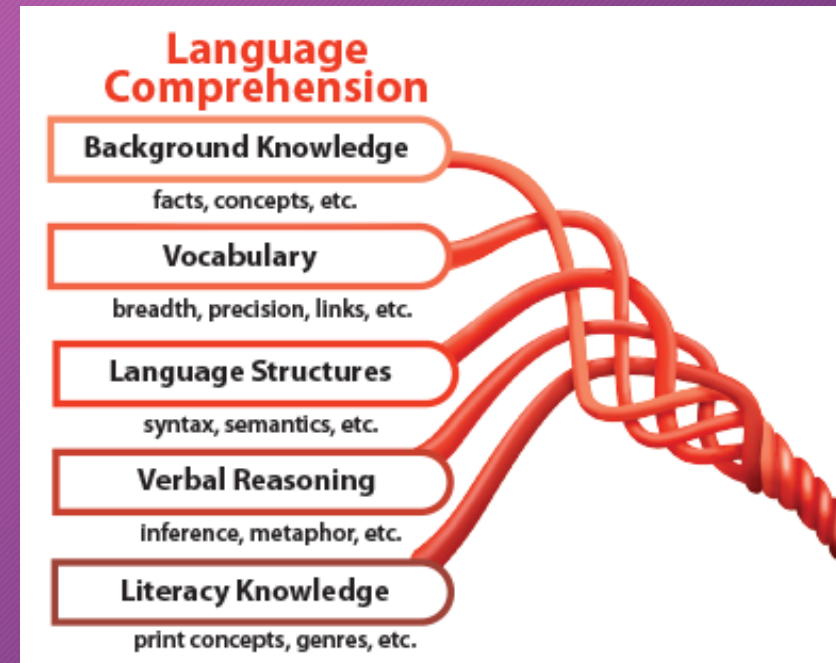 Language
Comprehension
Background Knowledge
facts, concepts, etc.
Vocabulary
breadth, precision, links, etc.
Language Structures
syntax, semantics, etc.
Verbal Reasoning
inference, metaphor, etc.
Literacy Knowledge
print concepts, genres, etc.